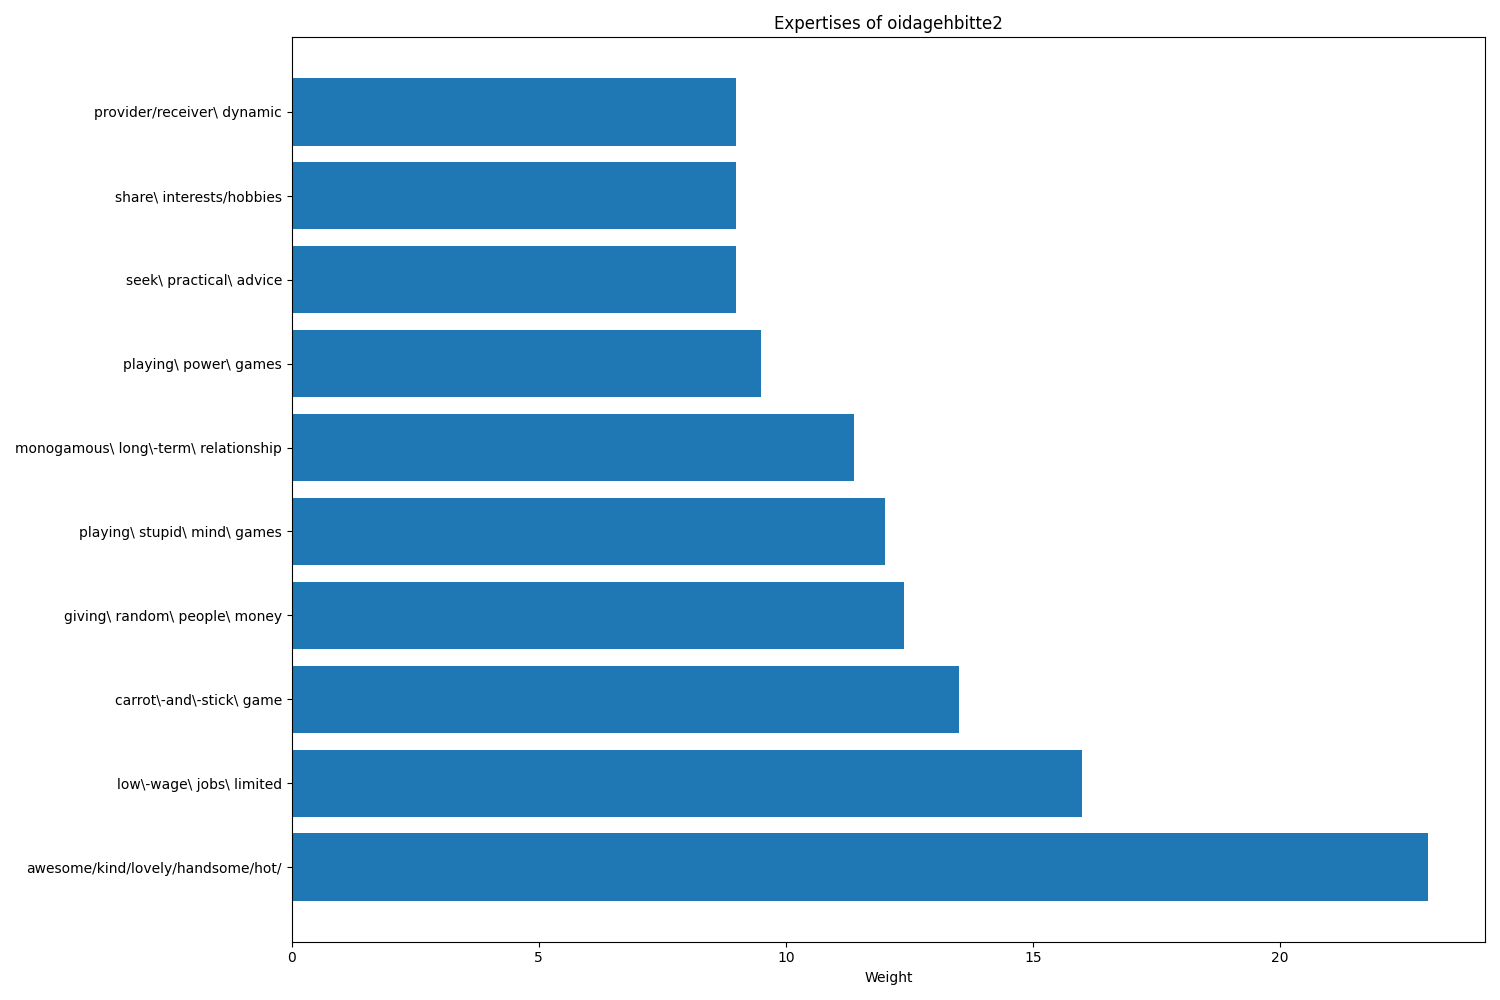 Expertises of oidagehbitte2
provider/receiver\ dynamic
share\ interests/hobbies
seek\ practical\ advice
playing\ power\ games
monogamous\ long\-term\ relationship
playing\ stupid\ mind\ games
giving\ random\ people\ money
carrot\-and\-stick\ game
low\-wage\ jobs\ limited
awesome/kind/lovely/handsome/hot/
0 5 10 15 20
Weight